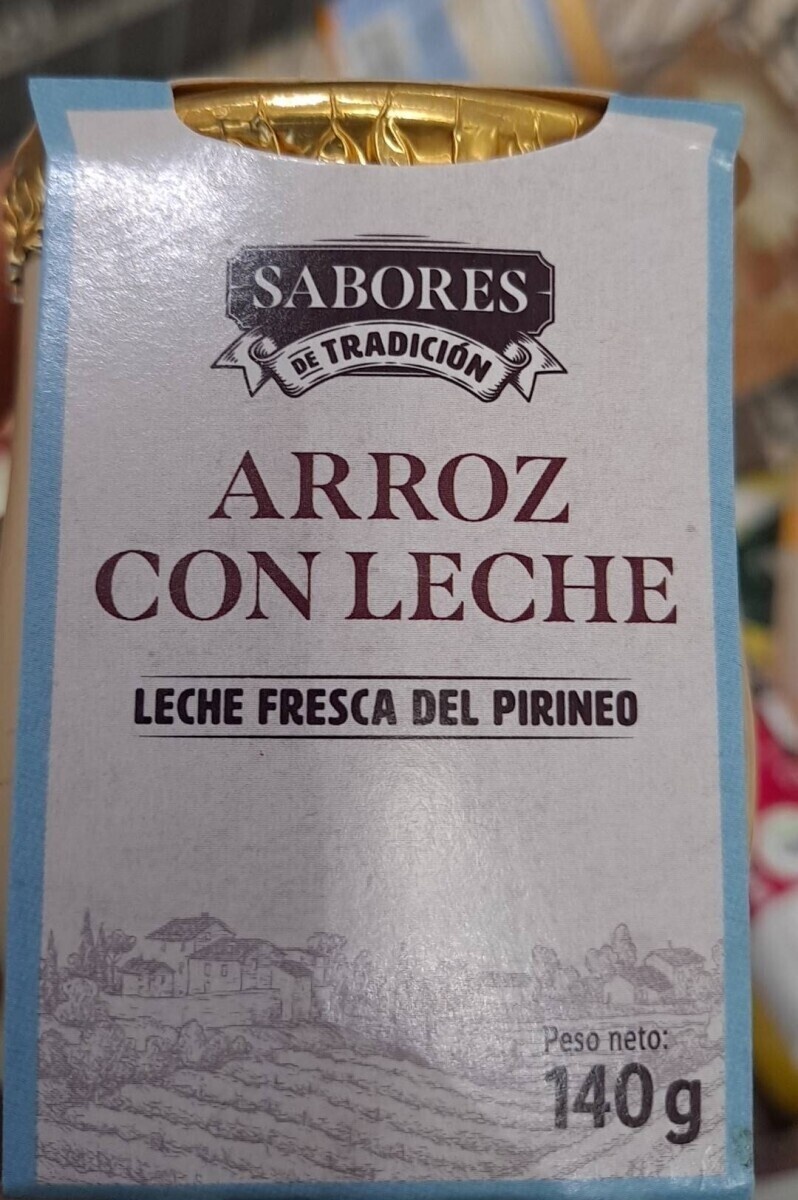 SABORES
DE TRADICIÓN
ARROZ
CON LECHE
LECHE FRESCA DEL PIRINEO
Peso neto:
140g